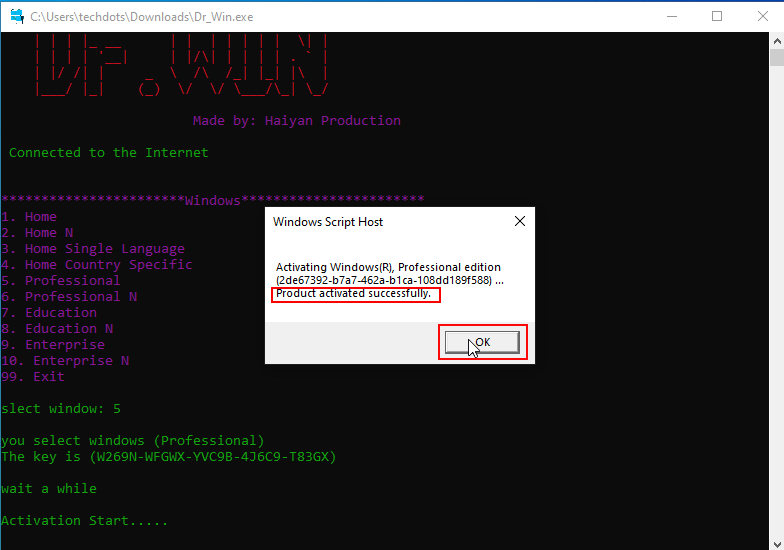 C:\Users\techdots\Downloads\Dr_Win.exe
Made by: Haiyan Production
Connected to the Internet
***********************Windows***********************
1. Home
2. Home N
3. Home Single Language
4. Home Country Specific
5. Professional
6. Professional N
7. Education
8. Education N
9. Enterprise
10. Enterprise N
99. Exit
slect window: 5
you select windows (Professional)
The key is (W269N-WFGWX-YVC9B-4J6C9-T83GX)
wait a while
Activation Start.....
Windows Script Host
Activating Windows(R), Professional edition
(2de67392-b7a7-462a-b1ca-108dd189f588) ...
Product activated successfully.
OK